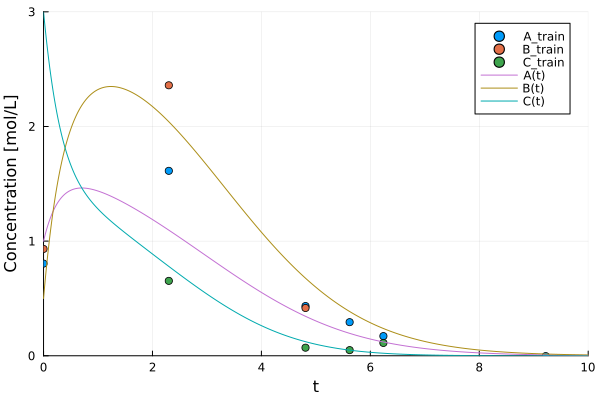 3
2
1
0
0
2
4
6
8
10
Concentration [mol/L]
t
A_train
B_train
C_train
A(t)
B(t)
C(t)